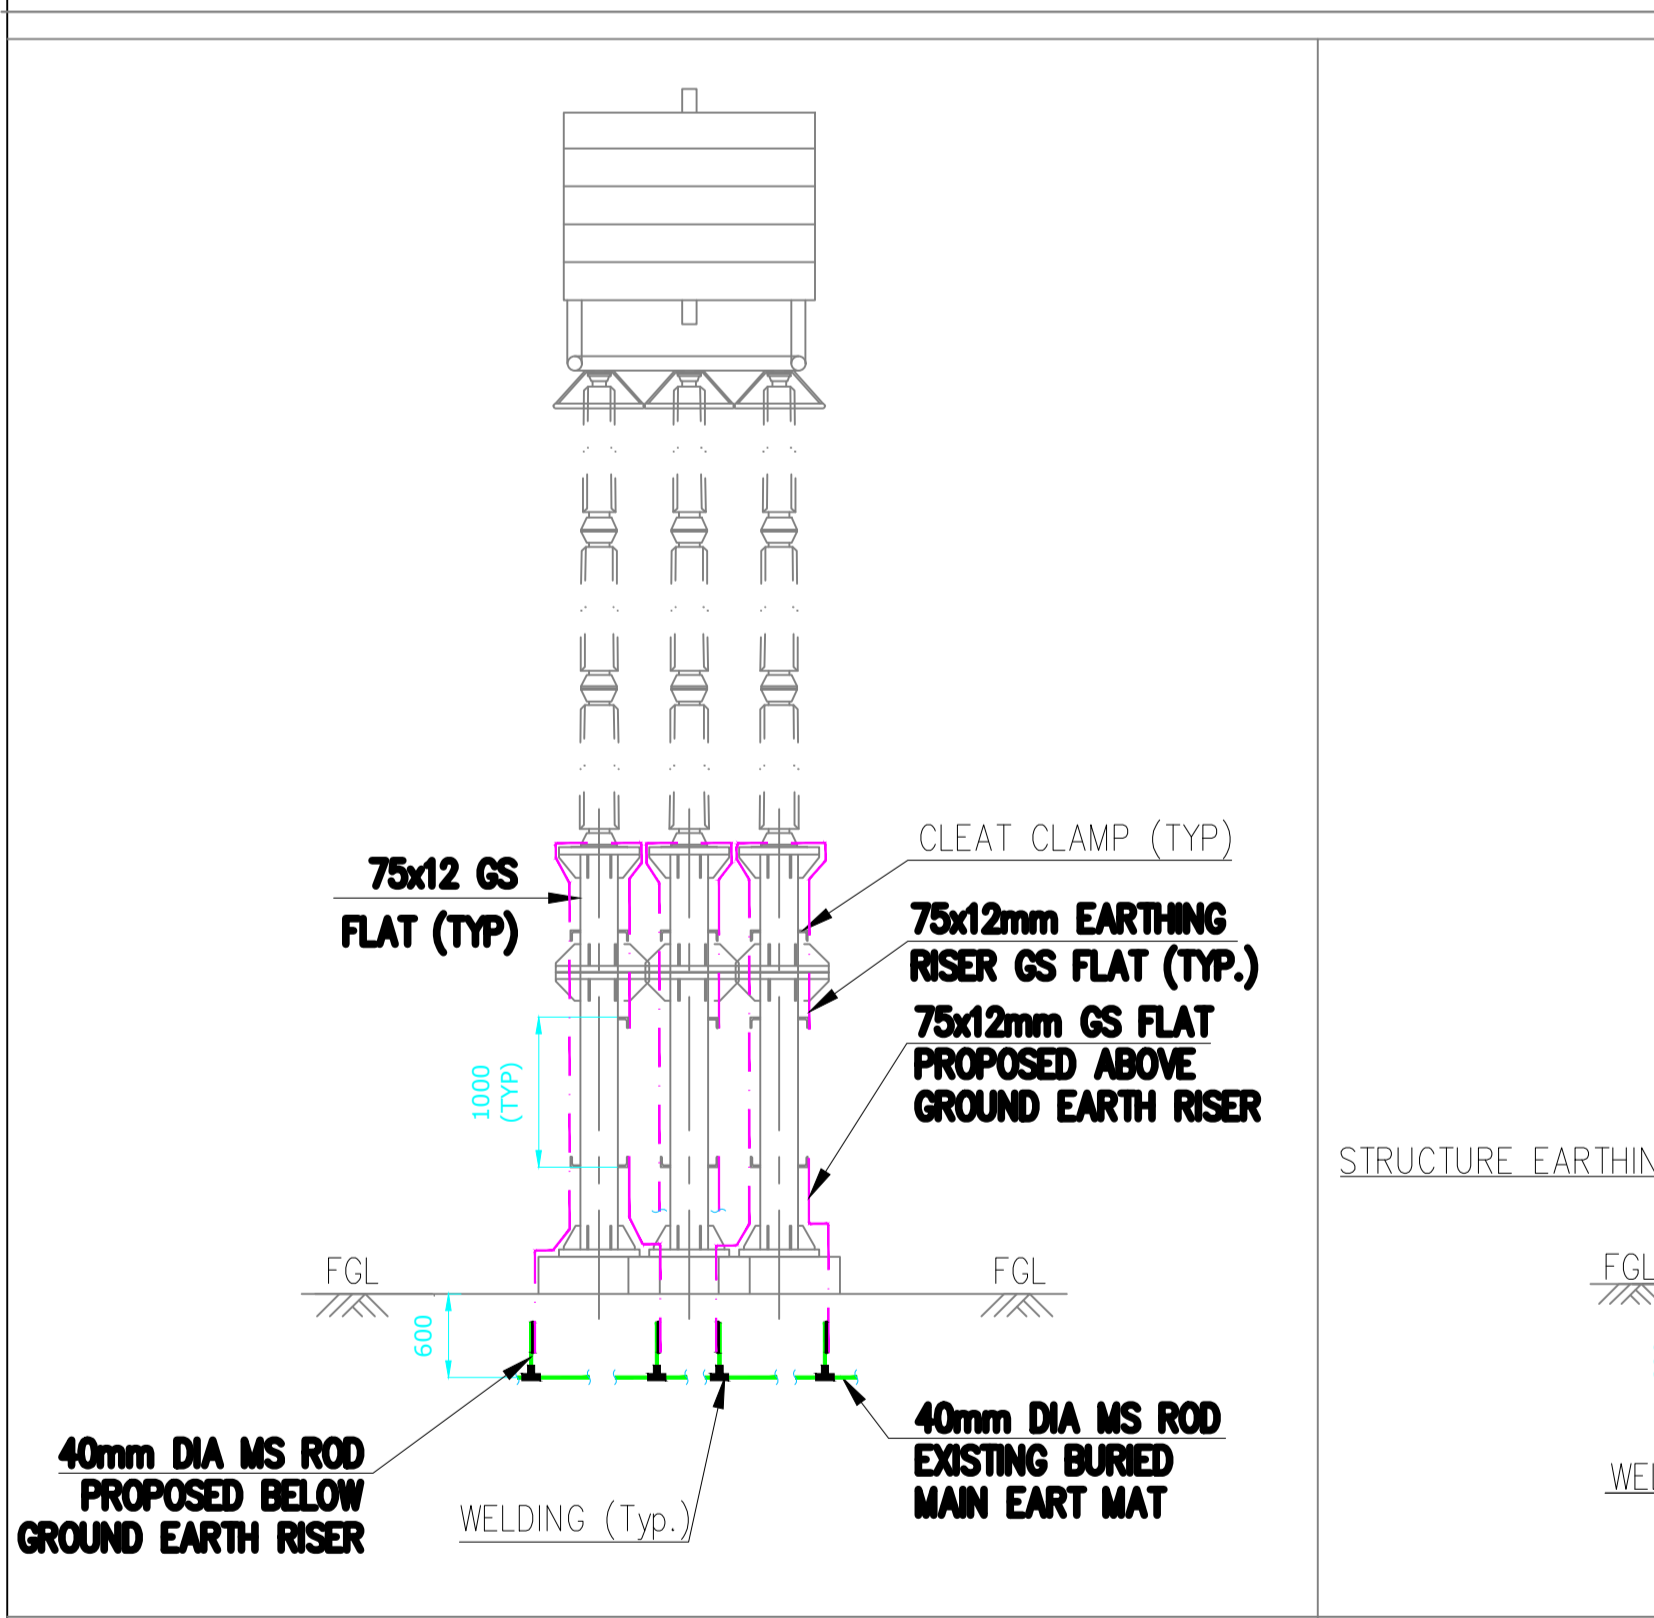 75x12 GS
FLAT (TYP)
CLEAT CLAMP (TYP)
75x12mm EARTHING
RISER GS FLAT (TYP.)
75x12mm GS FLAT
PROPOSED ABOVE
GROUND EARTH RISER
1000
(TYP)
FGL
FGL
600
40mm DIA MS ROD
PROPOSED BELOW
GROUND EARTH RISER
WELDING (Typ.)
40mm DIA MS ROD
EXISTING BURIED
MAIN EART MAT
STRUCTURE EARTHIN
FGL
WEL